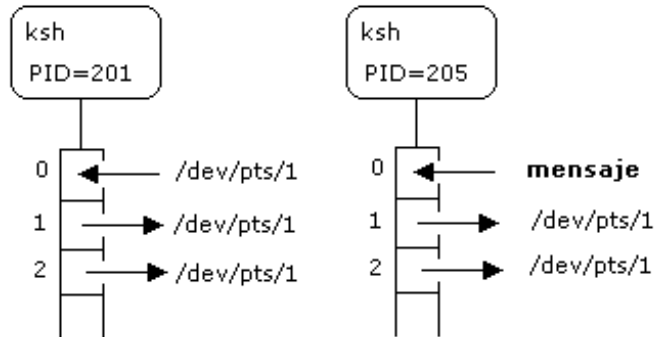 ksh
PID=201
0 /dev/pts/1
1 /dev/pts/1
2 /dev/pts/1
ksh
PID=205
0 mensaje
1 /dev/pts/1
2 /dev/pts/1